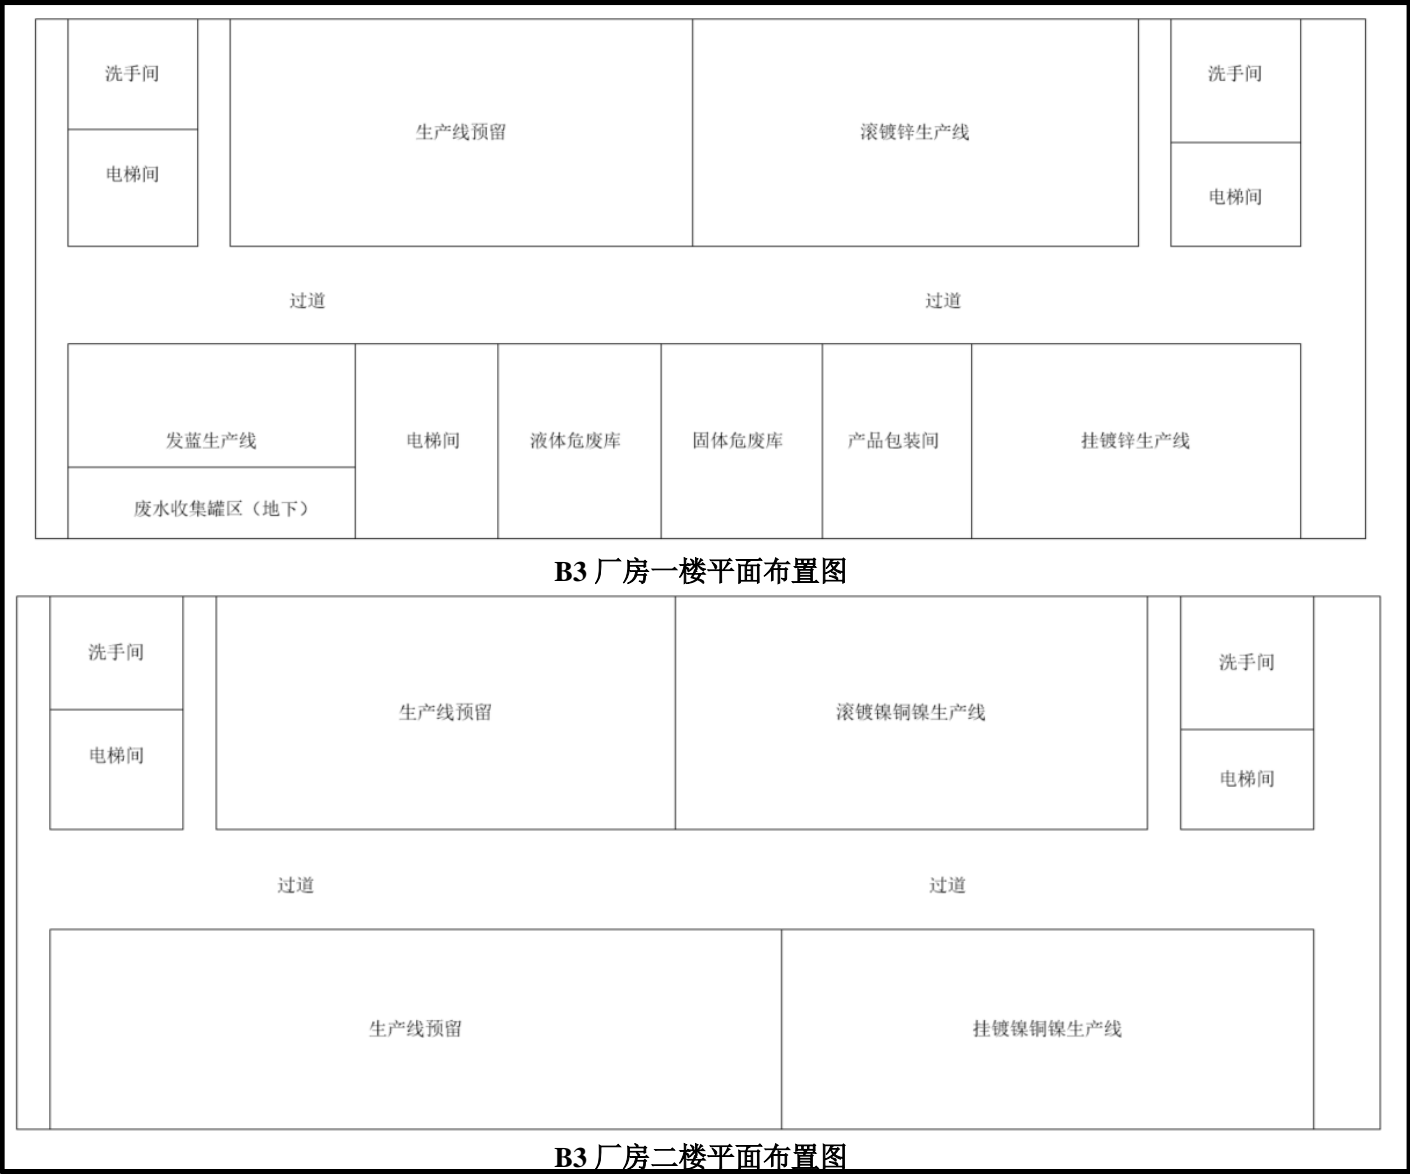 洗手间
洗手间
生产线预留
滚镀锌生产线
电梯间
电梯间
过道
过道
发蓝生产线
电梯间
液体危废库
固体危废库
产品包装间
挂镀锌生产线
废水收集罐区（地下）
B3 厂房一楼平面布置图
洗手间
洗手间
生产线预留
滚镀镍铜镍生产线
电梯间
电梯间
过道
过道
生产线预留
挂镀镍铜镍生产线
B3 厂房二楼平面布置图